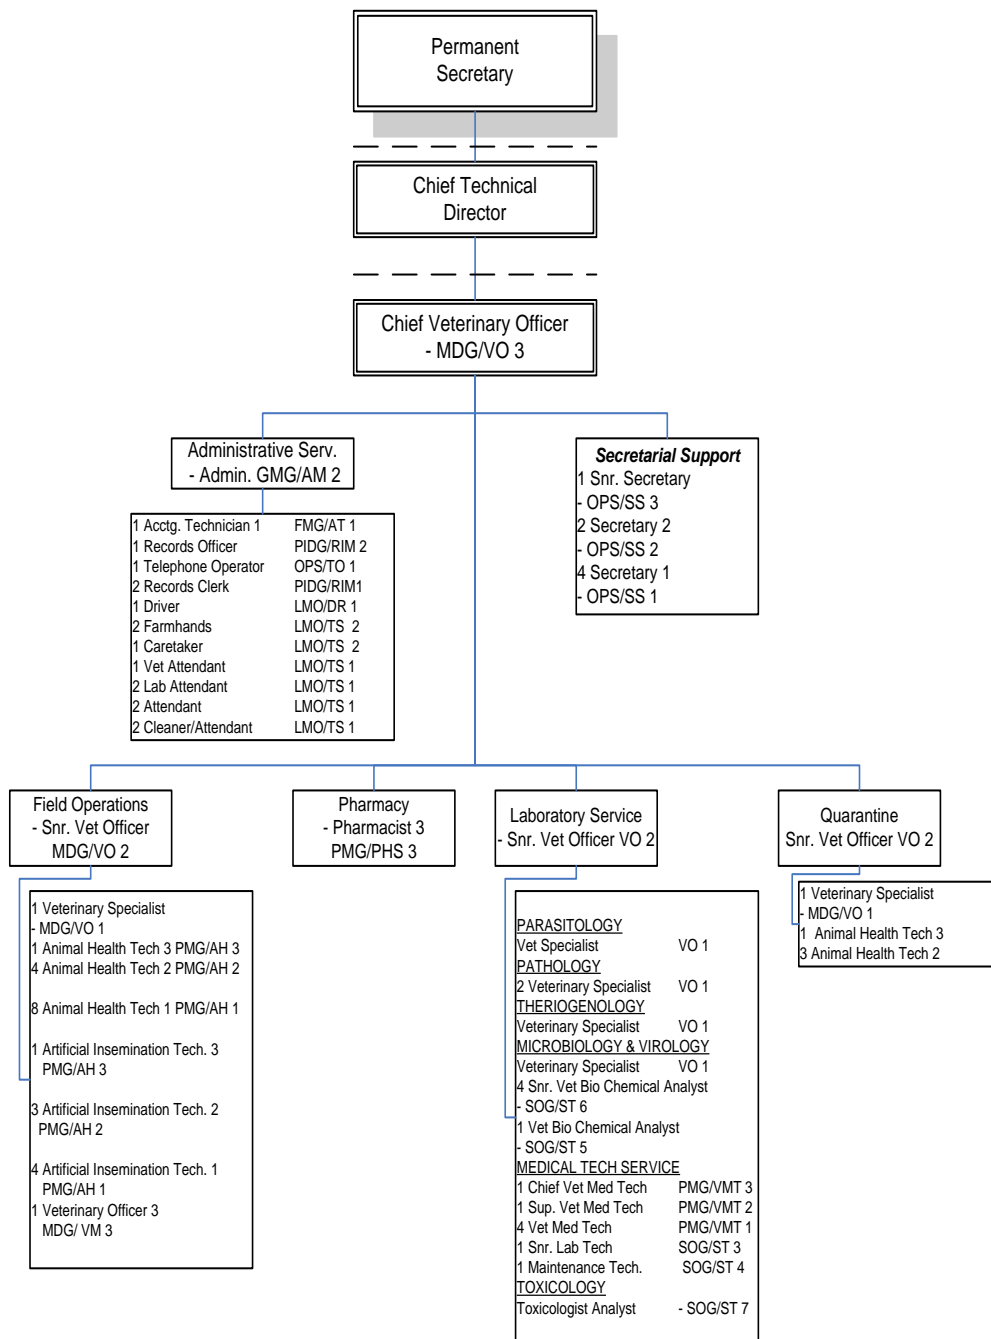 Permanent
Secretary
Chief Technical
Director
Chief Veterinary Officer
- MDG/VO 3
Administrative Serv.
- Admin. GMG/AM 2
1 Acctg. Technician 1 FMG/AT 1
1 Records Officer PIDG/RIM 2
1 Telephone Operator OPS/TO 1
2 Records Clerk PIDG/RIM1
1 Driver LMO/DR 1
2 Farmhands LMO/TS 2
1 Caretaker LMO/TS 2
1 Vet Attendant LMO/TS 1
2 Lab Attendant LMO/TS 1
2 Attendant LMO/TS 1
2 Cleaner/Attendant LMO/TS 1
Secretarial Support
1 Snr. Secretary
- OPS/SS 3
2 Secretary 2
- OPS/SS 2
4 Secretary 1
- OPS/SS 1
Field Operations
- Snr. Vet Officer
MDG/VO 2
1 Veterinary Specialist
- MDG/VO 1
1 Animal Health Tech 3 PMG/AH 3
4 Animal Health Tech 2 PMG/AH 2
8 Animal Health Tech 1 PMG/AH 1
1 Artificial Insemination Tech. 3
PMG/AH 3
3 Artificial Insemination Tech. 2
PMG/AH 2
4 Artificial Insemination Tech. 1
PMG/AH 1
1 Veterinary Officer 3
MDG/ VM 3
Pharmacy
- Pharmacist 3
PMG/PHS 3
Laboratory Service
- Snr. Vet Officer VO 2
PARASITOLOGY
Vet Specialist VO 1
PATHOLOGY
2 Veterinary Specialist VO 1
THERIOGENOLOGY
Veterinary Specialist VO 1
MICROBIOLOGY & VIROLOGY
Veterinary Specialist VO 1
4 Snr. Vet Bio Chemical Analyst
- SOG/ST 6
1 Vet Bio Chemical Analyst
- SOG/ST 5
MEDICAL TECH SERVICE
1 Chief Vet Med Tech PMG/VMT 3
1 Sup. Vet Med Tech PMG/VMT 2
4 Vet Med Tech PMG/VMT 1
1 Snr. Lab Tech SOG/ST 3
1 Maintenance Tech. SOG/ST 4
TOXICOLOGY
Toxicologist Analyst - SOG/ST 7
Quarantine
Snr. Vet Officer VO 2
1 Veterinary Specialist
- MDG/VO 1
1 Animal Health Tech 3
3 Animal Health Tech 2